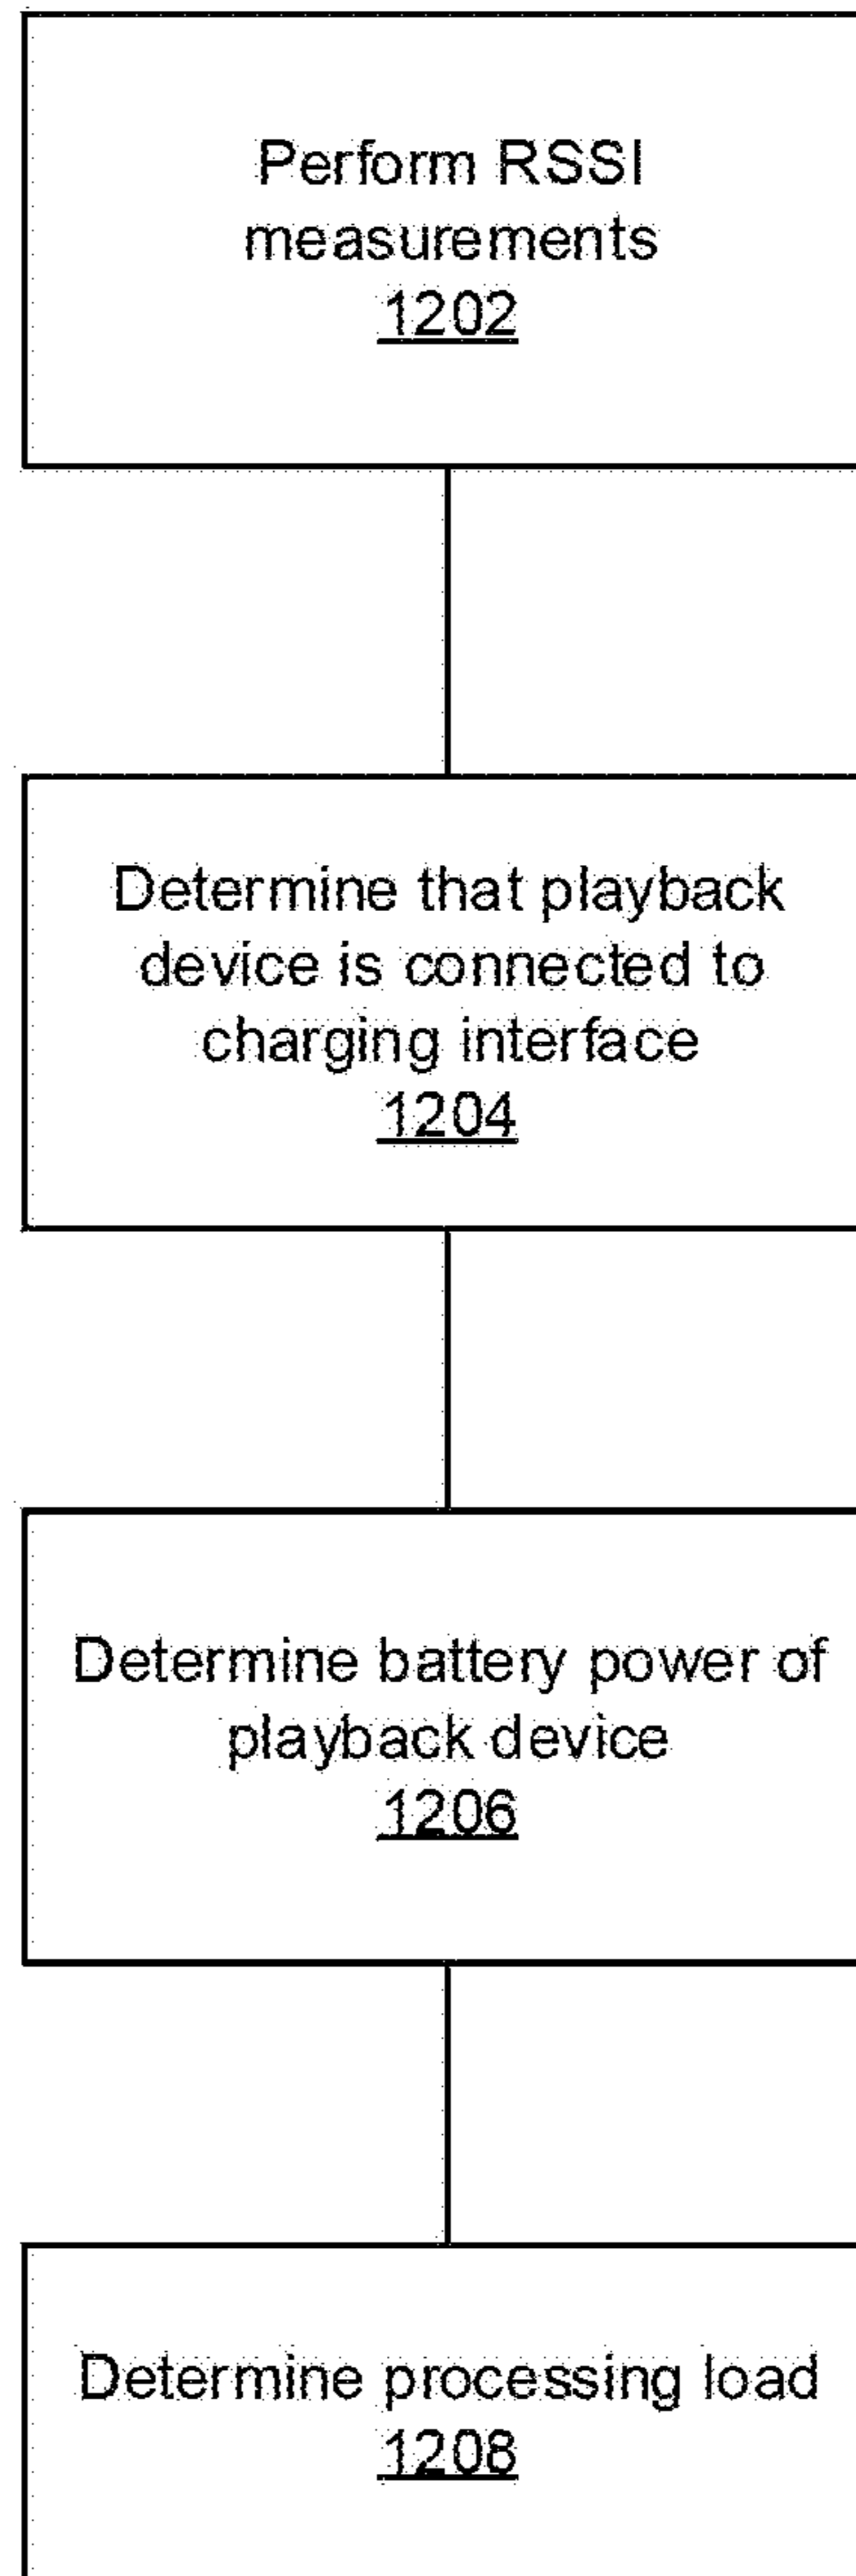 Perform RSSI
measurements
1202
Determine that playback
device is connected to
charging interface
1204
Determine battery power of
playback device
1206
Determine processing load
1208